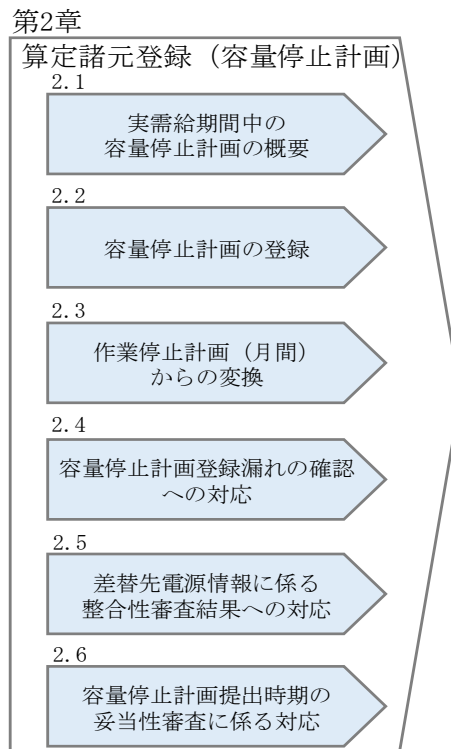 第2章
算定諸元登録（容量停止計画）
2.1
実需給期間中の
容量停止計画の概要
2.2
容量停止計画の登録
2.3
作業停止計画（月間）
からの変換
2.4
容量停止計画登録漏れの確認
への対応
2.5
差替先電源情報に係る
整合性審査結果への対応
2.6
容量停止計画提出時期の
妥当性審査に係る対応